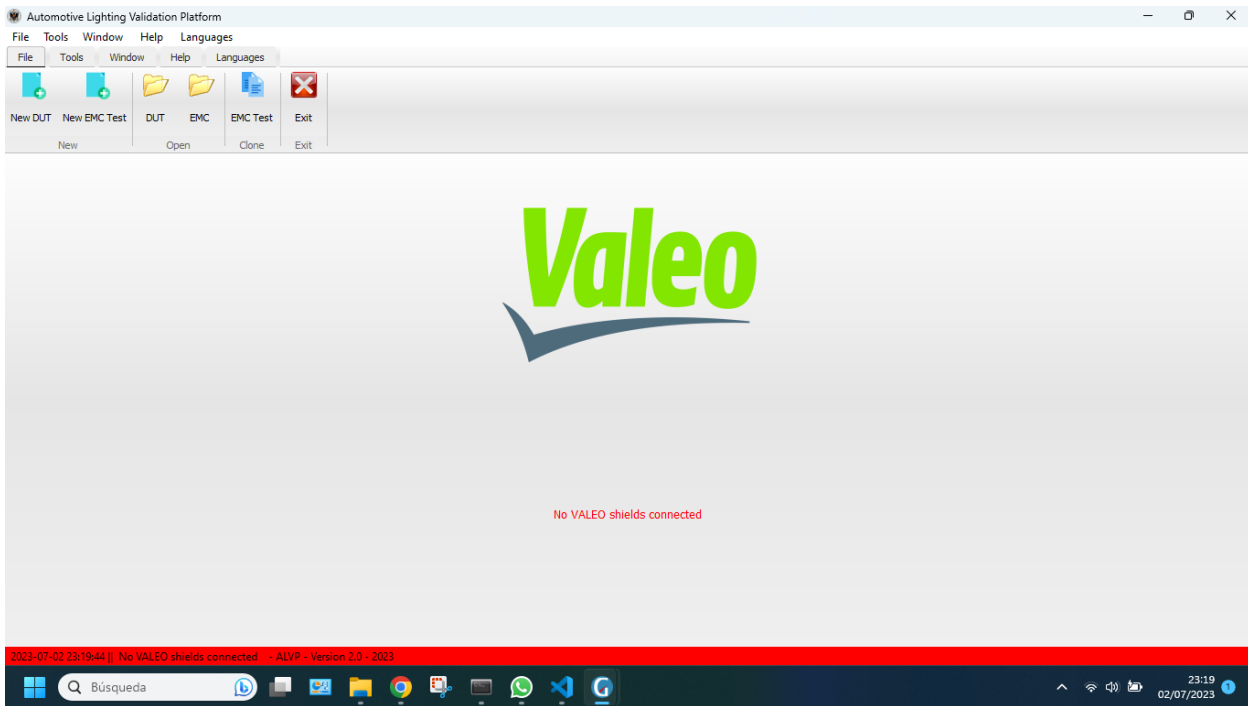 Automotive Lighting Validation Platform
File Tools Window Help Languages
File Tools Window Help Languages
New DUT New EMC Test DUT EMC EMC Test Exit
New Open Clone Exit
Valeo
No VALEO shields connected
2023-07-02 23:19:44 || No VALEO shields connected - ALVP - Version 2.0 - 2023
Búsqueda
23:19
02/07/2023
1